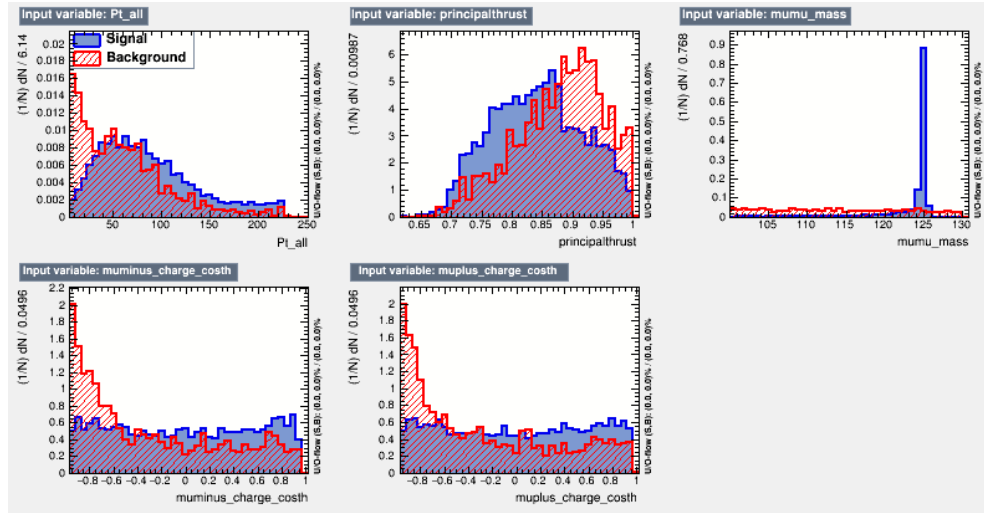 Input variable: Pt_all
Input variable: principalthrust
Input variable: mumu_mass
(1/N) dN / 6.14
0.02
0.018
0.016
0.014
0.012
0.01
0.008
0.006
0.004
0.002
0
Signal
Background
50 100 150 200 250
Pt_all
U/O-flow (S,B): (0.0, 0.0)% / (0.0, 0.0)%
(1/N) dN / 0.00987
6
5
4
3
2
1
0
0.65 0.7 0.75 0.8 0.85 0.9 0.95 1
principalthrust
U/O-flow (S,B): (0.0, 0.0)% / (0.0, 0.0)%
(1/N) dN / 0.768
0.9
0.8
0.7
0.6
0.5
0.4
0.3
0.2
0.1
0
105 110 115 120 125 130
mumu_mass
U/O-flow (S,B): (0.0, 0.0)% / (0.0, 0.0)%
Input variable: muminus_charge_costh
Input variable: muplus_charge_costh
(1/N) dN / 0.0496
2.2
2
1.8
1.6
1.4
1.2
1
0.8
0.6
0.4
0.2
0
−0.8 −0.6 −0.4 −0.2 0 0.2 0.4 0.6 0.8 1
muminus_charge_costh
U/O-flow (S,B): (0.0, 0.0)% / (0.0, 0.0)%
(1/N) dN / 0.0496
2
1.8
1.6
1.4
1.2
1
0.8
0.6
0.4
0.2
0
−0.8 −0.6 −0.4 −0.2 0 0.2 0.4 0.6 0.8 1
muplus_charge_costh
U/O-flow (S,B): (0.0, 0.0)% / (0.0, 0.0)%